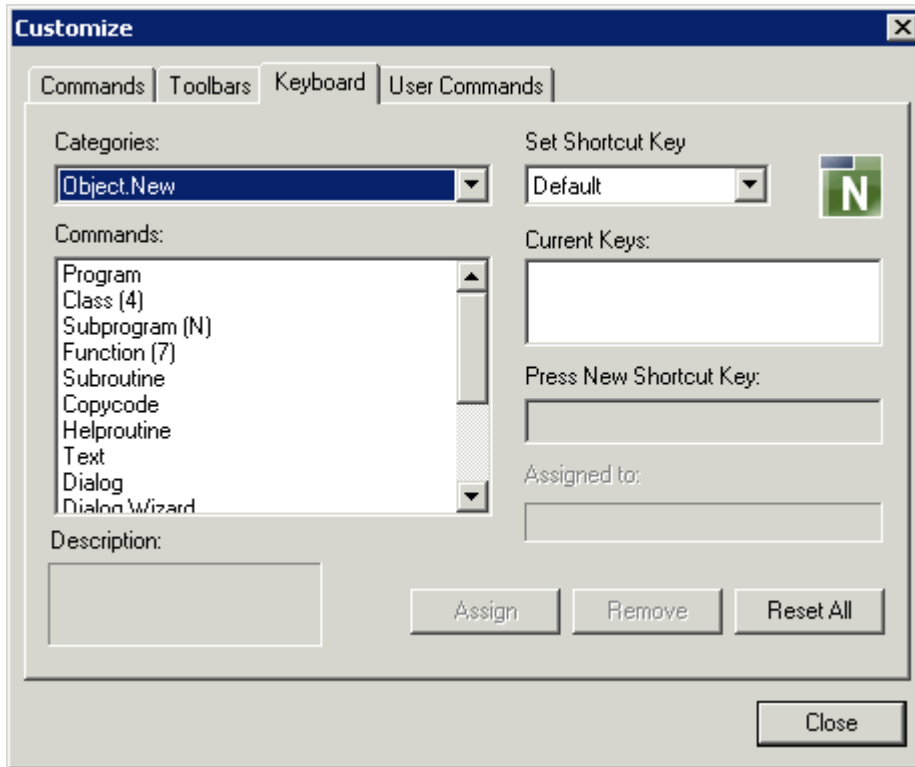 Customize
Commands
Toolbars
Keyboard
User Commands
Categories:
Object.New
Commands:
Program
Class (4)
Subprogram (N)
Function (7)
Subroutine
Copycode
Helproutine
Text
Dialog
Dialog Wizard
Description:
Set Shortcut Key
Default
N
Current Keys:
Press New Shortcut Key:
Assigned to:
Assign
Remove
Reset All
Close